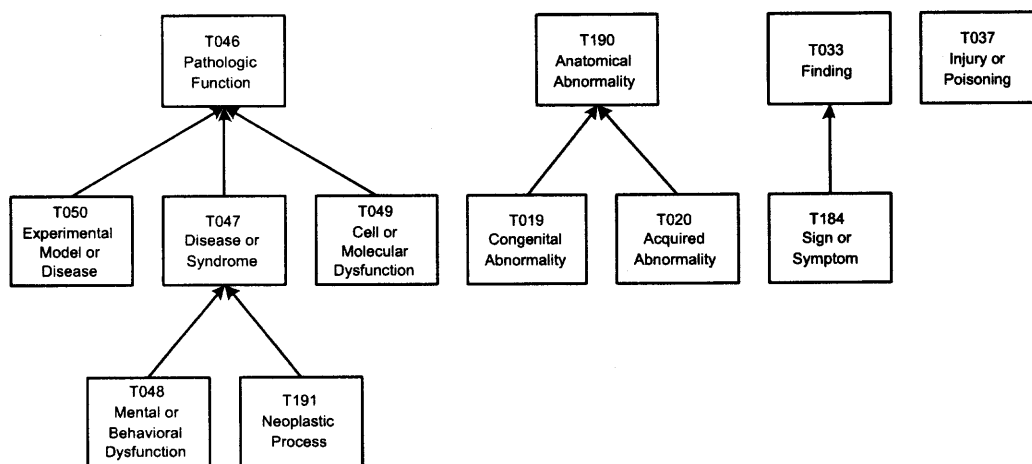 T046
Pathologic
Function
T190
Anatomical
Abnormality
T033
Finding
T037
Injury or
Poisoning
T050
Experimental
Model or
Disease
T047
Disease or
Syndrome
T049
Cell or
Molecular
Dysfunction
T019
Congenital
Abnormality
T020
Acquired
Abnormality
T184
Sign or
Symptom
T048
Mental or
Behavioral
Dysfunction
T191
Neoplastic
Process